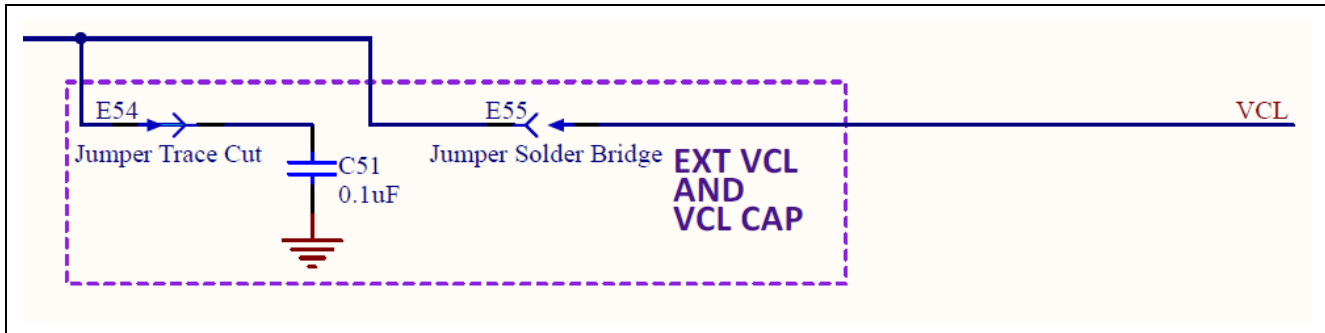 E54
Jumper Trace Cut
C51
0.1uF
E55
Jumper Solder Bridge
EXT VCL
AND
VCL CAP
VCL